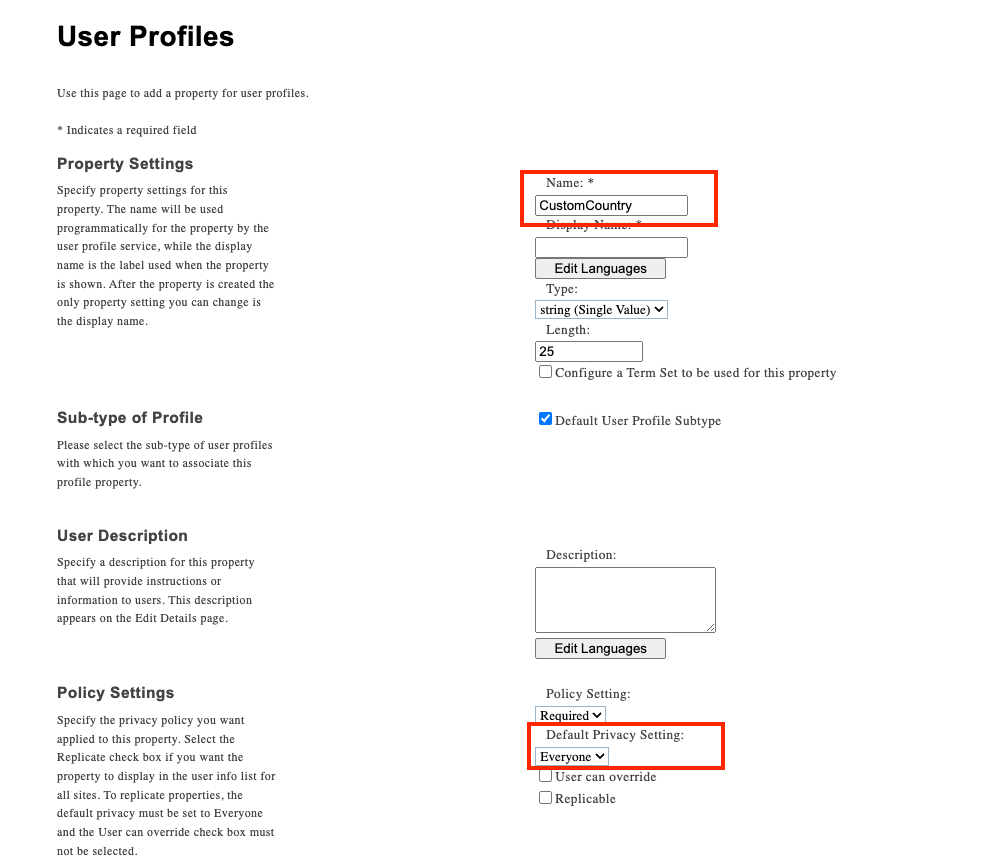 User Profiles
Use this page to add a property for user profiles.
* Indicates a required field
Property Settings
Specify property settings for this
property. The name will be used
programmatically for the property by the
user profile service, while the display
name is the label used when the property
is shown. After the property is created the
only property setting you can change is
the display name.
Name: *
CustomCountry
Display Name: *
Edit Languages
Type:
string (Single Value)
Length:
25
Configure a Term Set to be used for this property
Sub-type of Profile
Please select the sub-type of user profiles
with which you want to associate this
profile property.
Default User Profile Subtype
User Description
Specify a description for this property
that will provide instructions or
information to users. This description
appears on the Edit Details page.
Description:
Edit Languages
Policy Settings
Specify the privacy policy you want
applied to this property. Select the
Replicate check box if you want the
property to display in the user info list for
all sites. To replicate properties, the
default privacy must be set to Everyone
and the User can override check box must
not be selected.
Policy Setting:
Required
Default Privacy Setting:
Everyone
User can override
Replicable